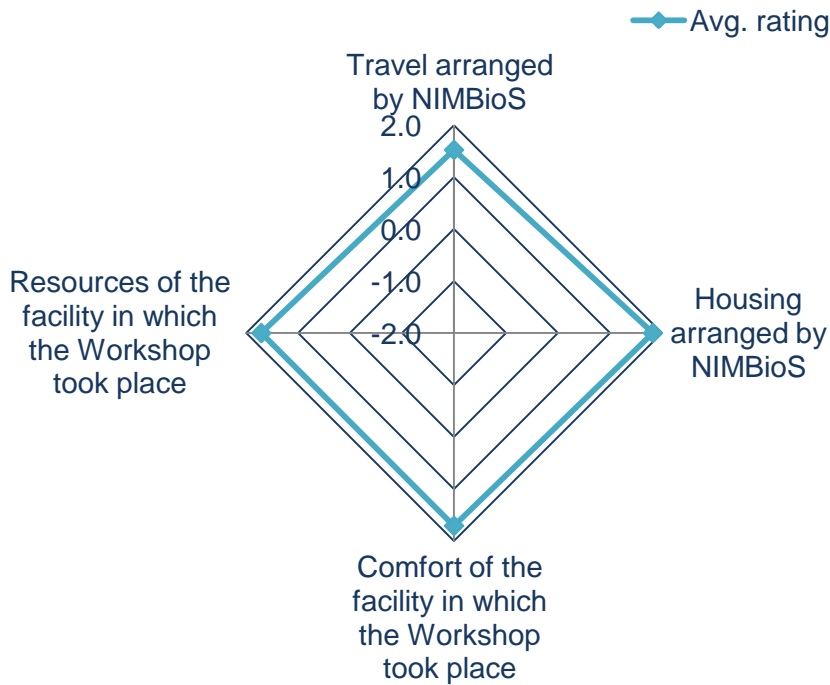 Avg. rating
Travel arranged
by NIMBioS
2.0
1.0
0.0
-1.0
-2.0
Resources of the
facility in which
the Workshop
took place
Housing
arranged by
NIMBioS
Comfort of the
facility in which
the Workshop
took place